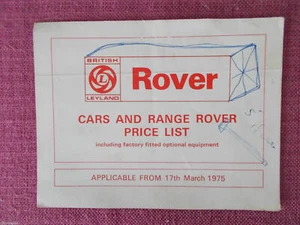 BRITISH
L
LEYLAND
Rover
CARS AND RANGE ROVER
PRICE LIST
including factory fitted optional equipment
APPLICABLE FROM 17th March 1975